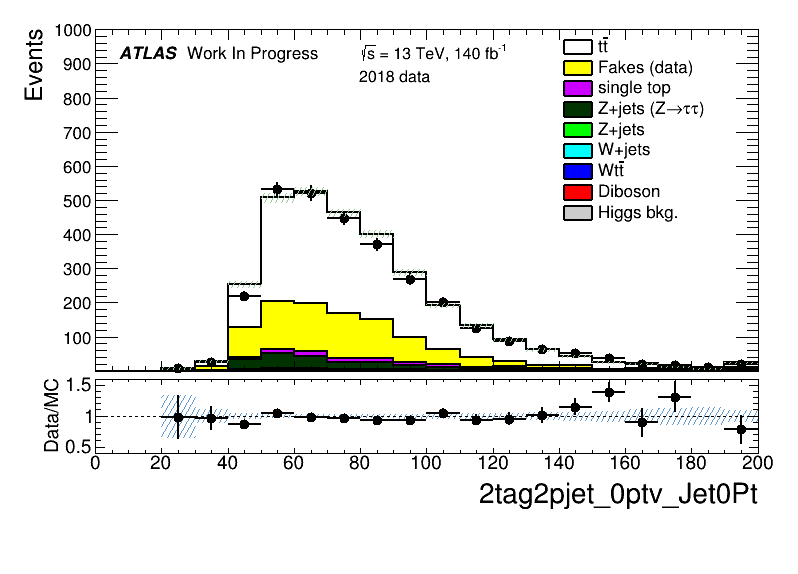 1000
900
800
700
600
500
400
300
200
100
Events
ATLAS Work In Progress
√s = 13 TeV, 140 fb⁻¹
2018 data
tt̄
Fakes (data)
single top
Z+jets (Z→ττ)
Z+jets
W+jets
Wtt̄
Diboson
Higgs bkg.
1.5
1
0.5
Data/MC
0 20 40 60 80 100 120 140 160 180 200
2tag2pjet_0ptv_Jet0Pt